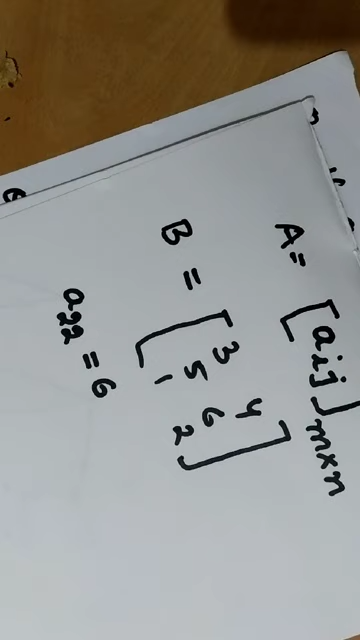 A = [aij]m×n
B = [3 4
5 6
1 2]
a22 = 6